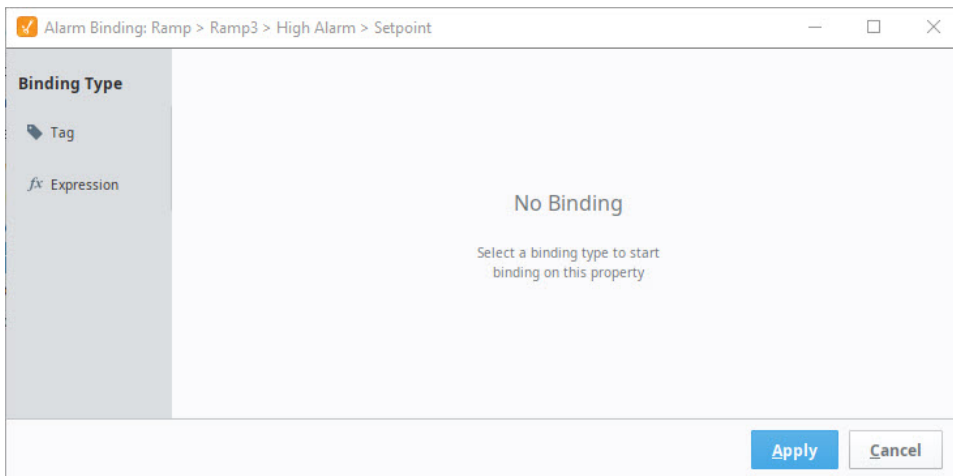 Alarm Binding: Ramp > Ramp3 > High Alarm > Setpoint
Binding Type
Tag
fx Expression
No Binding
Select a binding type to start
binding on this property
Apply
Cancel